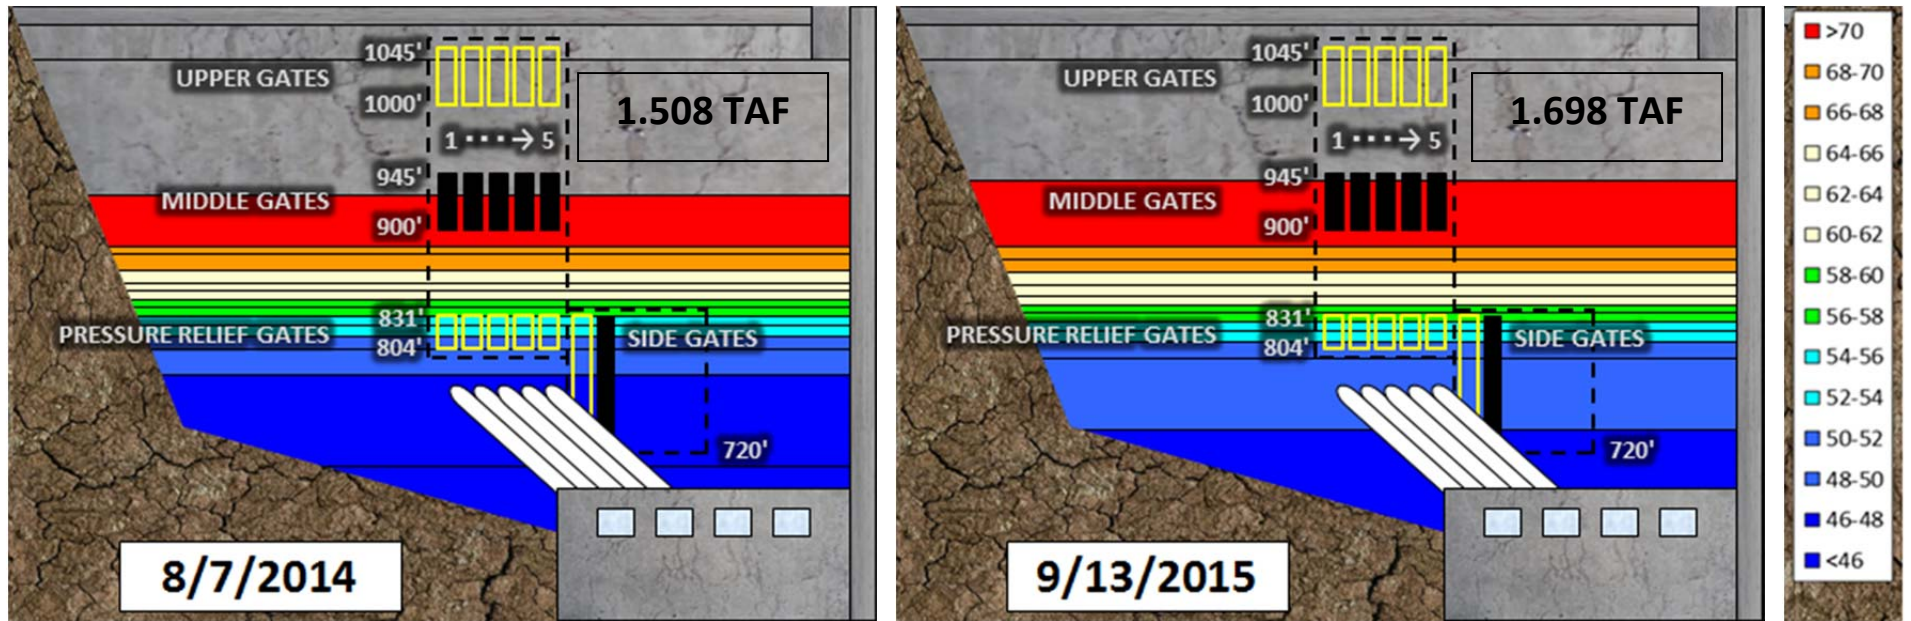 1045'
UPPER GATES
1000'
1.508 TAF
1 ····→ 5
945'
MIDDLE GATES
900'
831'
PRESSURE RELIEF GATES
804'
SIDE GATES
720'
8/7/2014
1045'
UPPER GATES
1000'
1.698 TAF
1 ····→ 5
945'
MIDDLE GATES
900'
831'
PRESSURE RELIEF GATES
804'
SIDE GATES
720'
9/13/2015
>70
68-70
66-68
64-66
62-64
60-62
58-60
56-58
54-56
52-54
50-52
48-50
46-48
<46